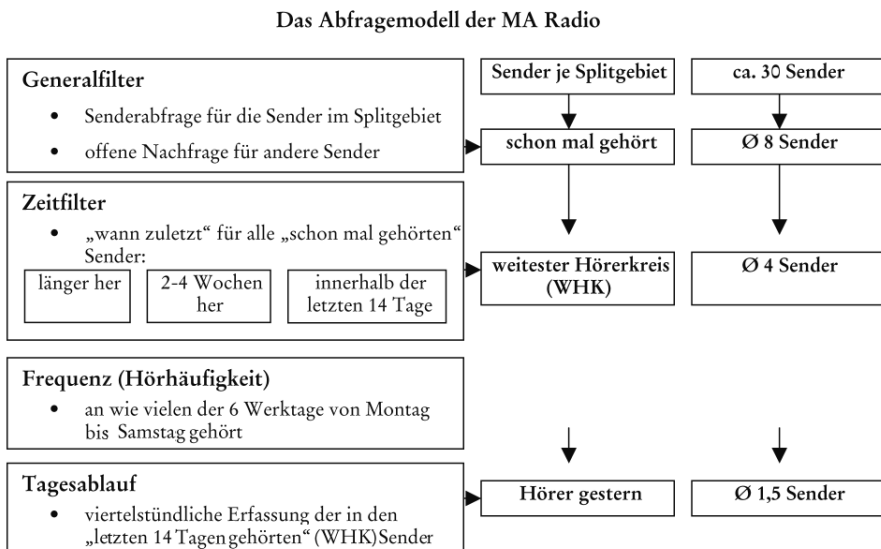 Das Abfragemodell der MA Radio
Generalfilter
• Senderabfrage für die Sender im Splitgebiet
• offene Nachfrage für andere Sender
Sender je Splitgebiet
ca. 30 Sender
schon mal gehört
Ø 8 Sender
Zeitfilter
• „wann zuletzt“ für alle „schon mal gehörten“
Sender:
länger her
2-4 Wochen
her
innerhalb der
letzten 14 Tage
weitester Hörerkreis
(WHK)
Ø 4 Sender
Frequenz (Hörhäufigkeit)
• an wie vielen der 6 Werktage von Montag
bis Samstag gehört
Tagesablauf
• viertelstündliche Erfassung der in den
„letzten 14 Tagen gehörten“ (WHK) Sender
Hörer gestern
Ø 1,5 Sender